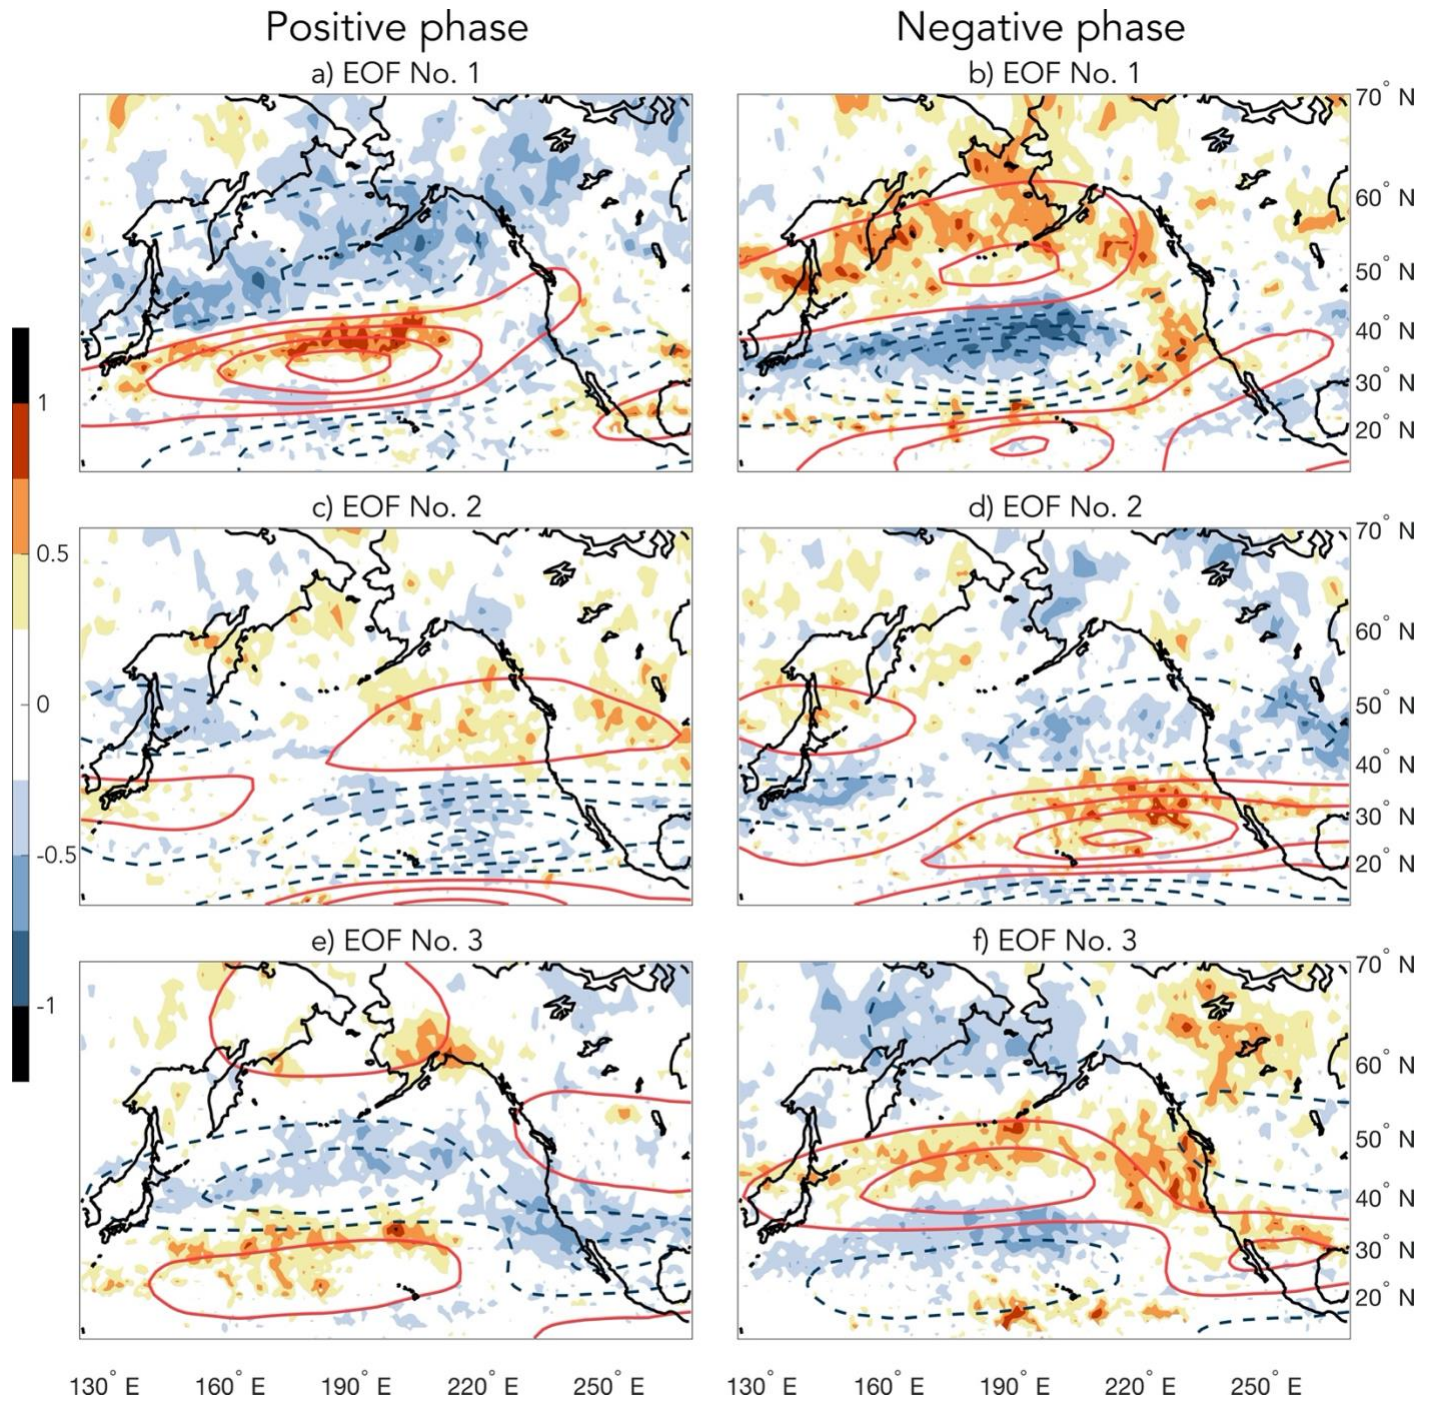 Positive phase Negative phase
a) EOF No. 1 b) EOF No. 1
70° N
60° N
50° N
40° N
30° N
20° N
c) EOF No. 2 d) EOF No. 2
70° N
60° N
50° N
40° N
30° N
20° N
e) EOF No. 3 f) EOF No. 3
70° N
60° N
50° N
40° N
30° N
20° N
1
0.5
0
-0.5
-1
130° E 160° E 190° E 220° E 250° E 130° E 160° E 190° E 220° E 250° E